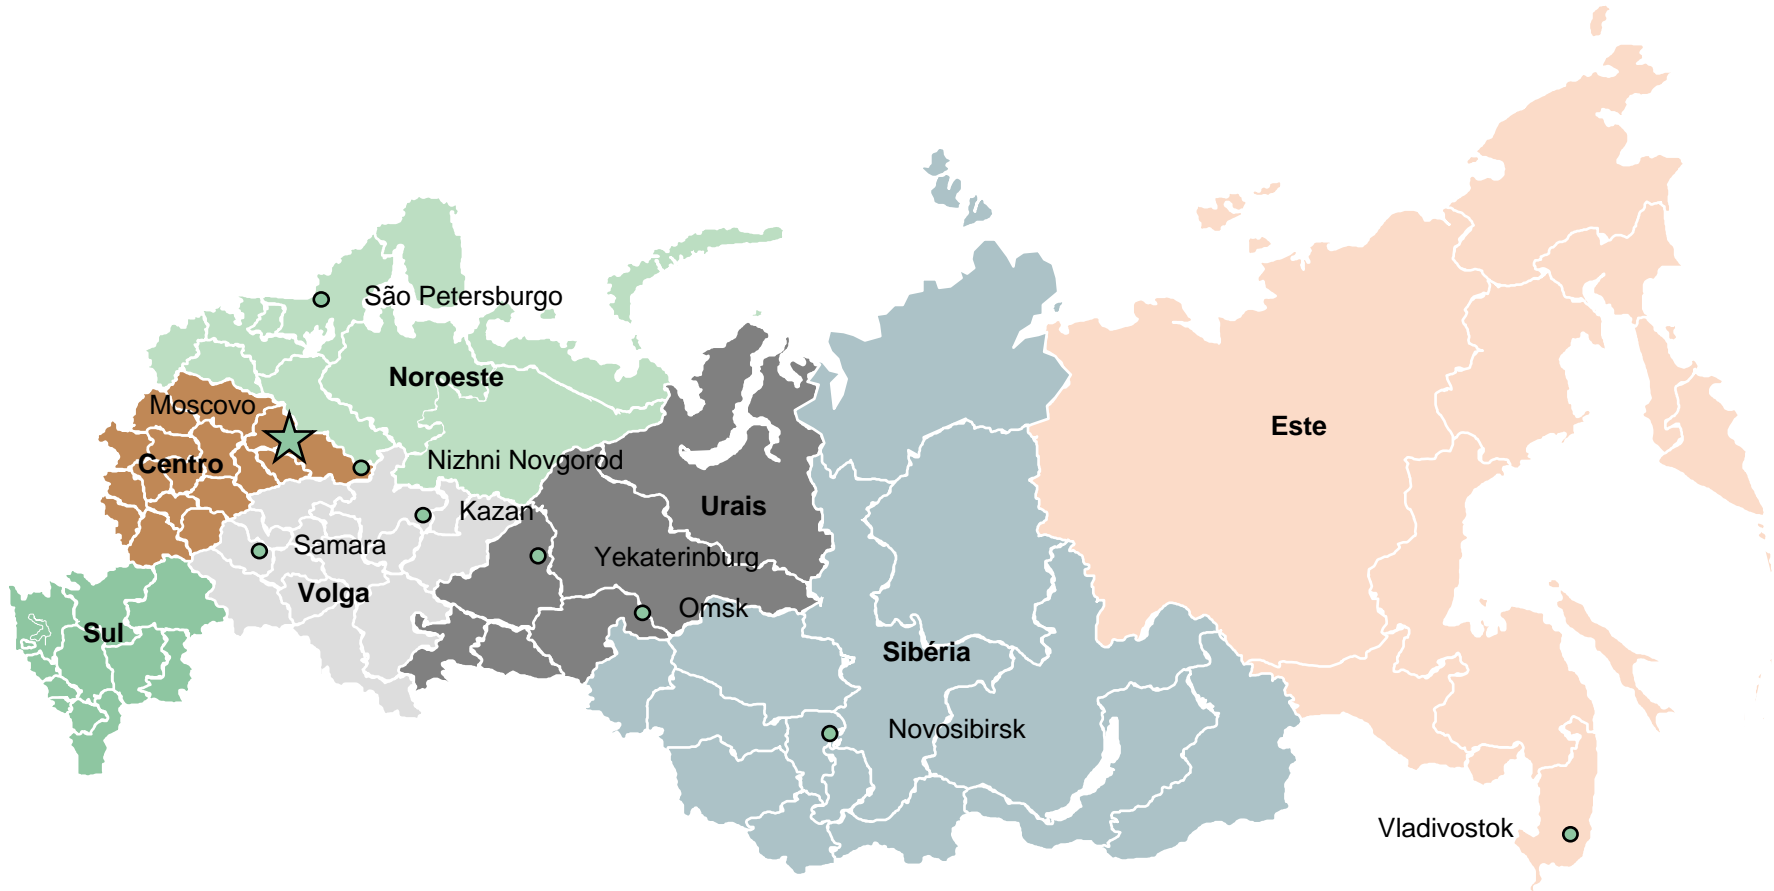 São Petersburgo
Noroeste
Moscovo
Este
Centro
Nizhni Novgorod
Urais
Kazan
Samara
Yekaterinburg
Volga
Omsk
Sul
Sibéria
Novosibirsk
Vladivostok